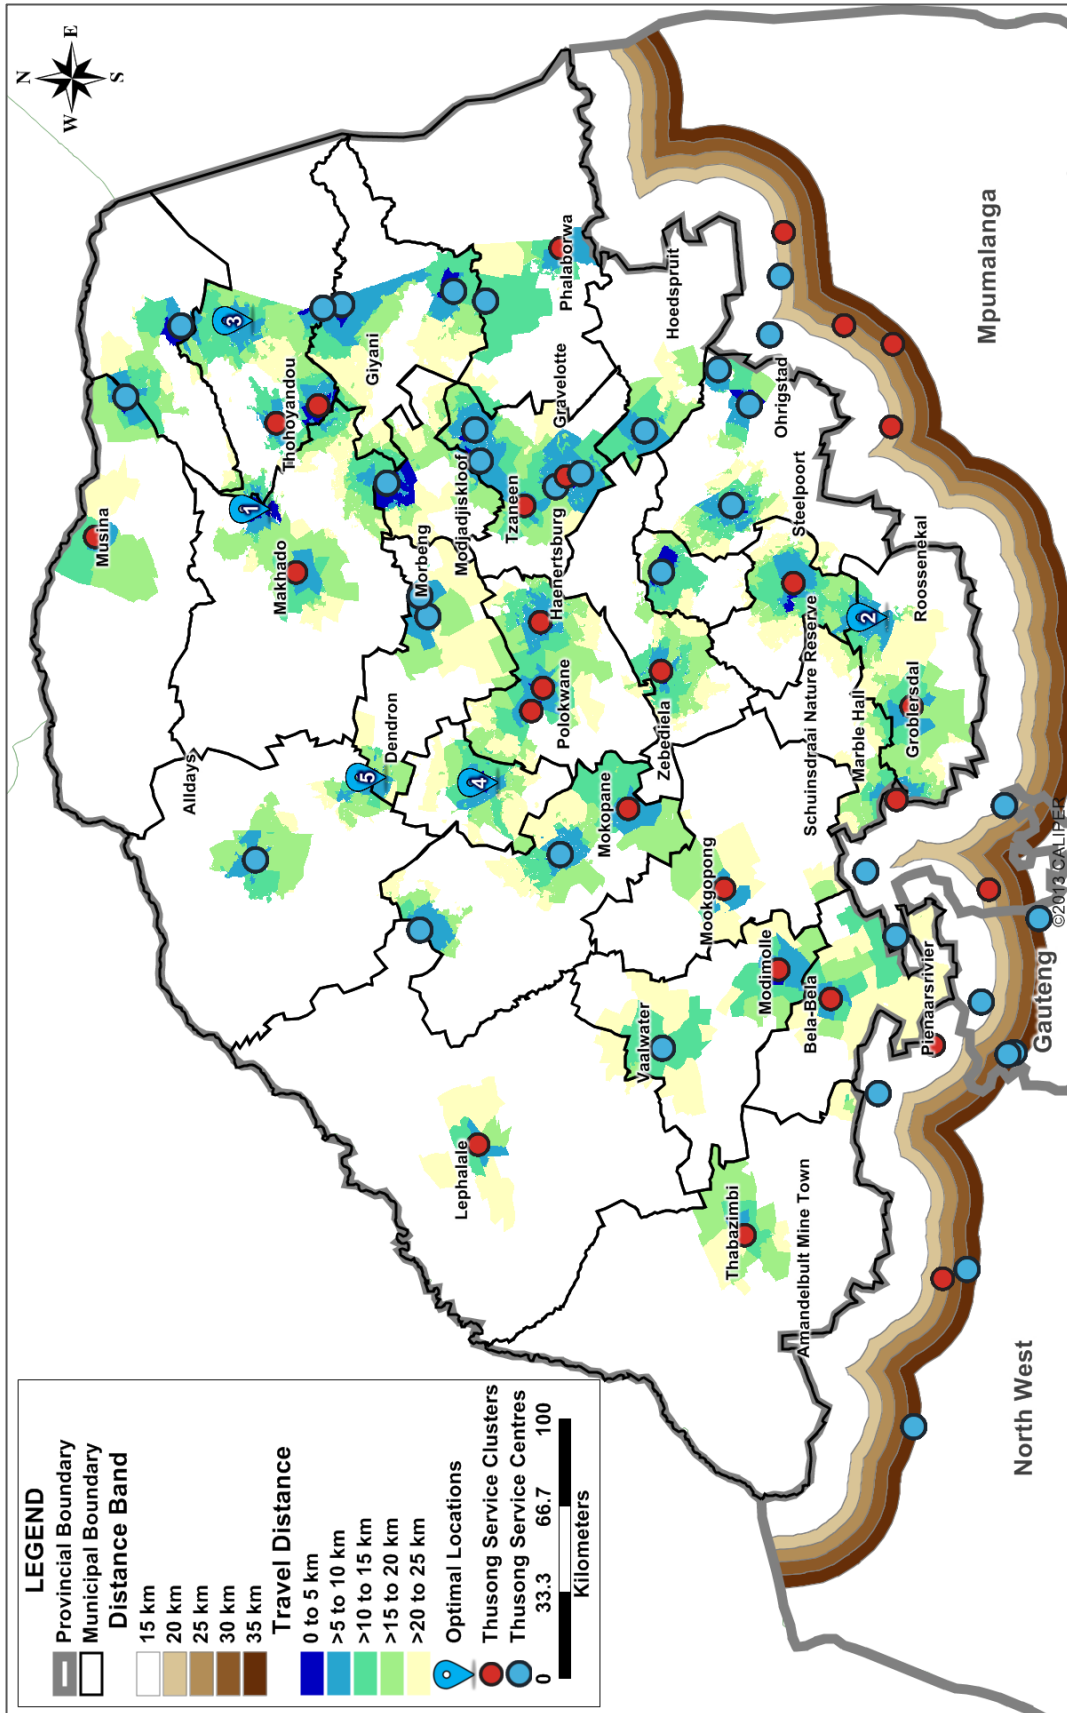 LEGEND
Provincial Boundary
Municipal Boundary
Distance Band
15 km
20 km
25 km
30 km
35 km
Travel Distance
0 to 5 km
>5 to 10 km
>10 to 15 km
>15 to 20 km
>20 to 25 km
Optimal Locations
Thusong Service Clusters
Thusong Service Centres
0 33.3 66.7 100
Kilometers
N
W E
S
Musina
Alldays
Makhado
1
Thohoyandou
3
Dendron
5
Morbeng
Giyani
Lephalale
4
Modjadjiskloof
Polokwane
Haenertsburg
Tzaneen
Gravelotte
Phalaborwa
Mokopane
Vaalwater
Zebediela
Hoedspruit
Mookgopong
Thabazimbi
Modimolle
Bela-Bela
Steelpoort
Ohrigstad
Amandelbult Mine Town
Schuinsdraai Nature Reserve
Marble Hall
2
Groblersdal
Roossenekal
Pienaarsrivier
North West
Gauteng
Mpumalanga
©2013 CALIPER